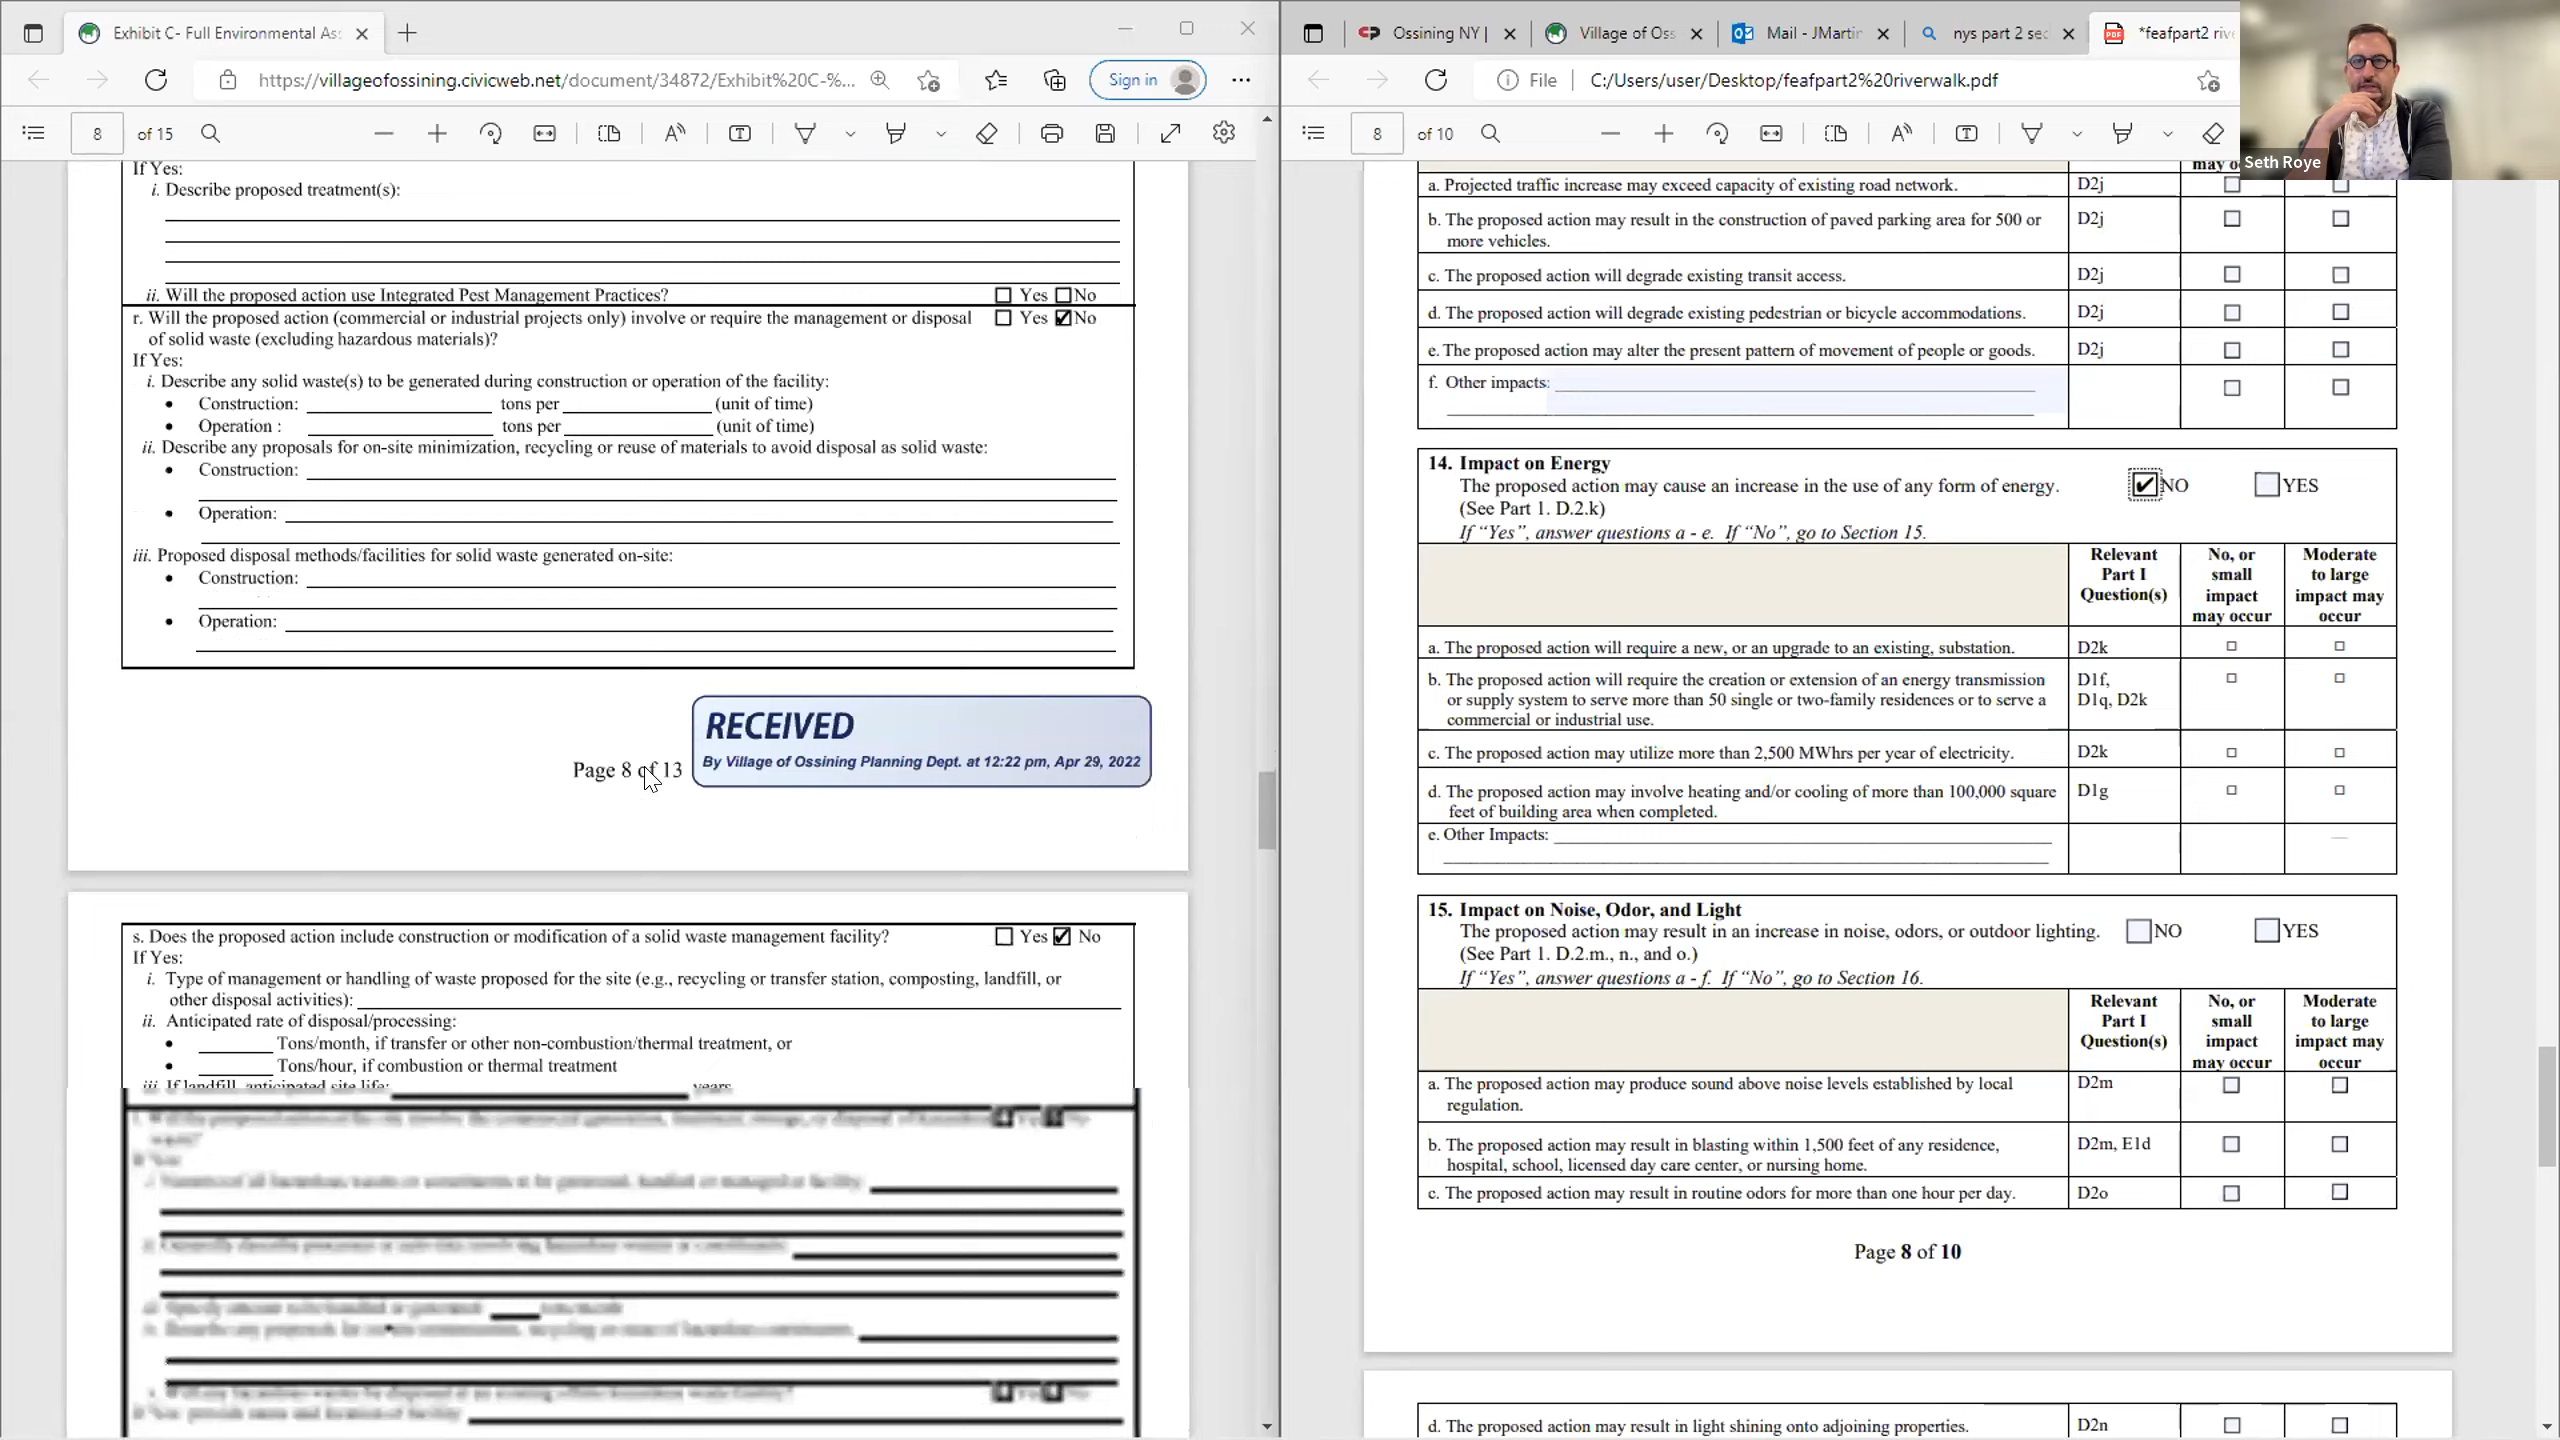 Exhibit C- Full Environmental As
https://villageofossining.civicweb.net/document/34872/Exhibit%20C-%...
Sign in
8 of 15
If Yes:
i. Describe proposed treatment(s):
ii. Will the proposed action use Integrated Pest Management Practices? Yes No
r. Will the proposed action (commercial or industrial projects only) involve or require the management or disposal Yes No
of solid waste (excluding hazardous materials)?
If Yes:
i. Describe any solid waste(s) to be generated during construction or operation of the facility:
• Construction: tons per (unit of time)
• Operation : tons per (unit of time)
ii. Describe any proposals for on-site minimization, recycling or reuse of materials to avoid disposal as solid waste:
• Construction:
• Operation:
iii. Proposed disposal methods/facilities for solid waste generated on-site:
• Construction:
• Operation:
RECEIVED
By Village of Ossining Planning Dept. at 12:22 pm, Apr 29, 2022
Page 8 of 13
s. Does the proposed action include construction or modification of a solid waste management facility? Yes No
If Yes:
i. Type of management or handling of waste proposed for the site (e.g., recycling or transfer station, composting, landfill, or
other disposal activities):
ii. Anticipated rate of disposal/processing:
• Tons/month, if transfer or other non-combustion/thermal treatment, or
• Tons/hour, if combustion or thermal treatment
iii. If landfill, anticipated site life: years
Ossining NY |
Village of Oss
Mail - JMartin
nys part 2 sec
*feafpart2 rive
File C:/Users/user/Desktop/feafpart2%20riverwalk.pdf
8 of 10
Seth Roye
may oc
a. Projected traffic increase may exceed capacity of existing road network. D2j
b. The proposed action may result in the construction of paved parking area for 500 or D2j
more vehicles.
c. The proposed action will degrade existing transit access. D2j
d. The proposed action will degrade existing pedestrian or bicycle accommodations. D2j
e. The proposed action may alter the present pattern of movement of people or goods. D2j
f. Other impacts:
14. Impact on Energy
The proposed action may cause an increase in the use of any form of energy. NO YES
(See Part 1. D.2.k)
If “Yes”, answer questions a - e. If “No”, go to Section 15.
Relevant No, or Moderate
Part I small to large
Question(s) impact impact may
may occur occur
a. The proposed action will require a new, or an upgrade to an existing, substation. D2k
b. The proposed action will require the creation or extension of an energy transmission D1f,
or supply system to serve more than 50 single or two-family residences or to serve a D1q, D2k
commercial or industrial use.
c. The proposed action may utilize more than 2,500 MWhrs per year of electricity. D2k
d. The proposed action may involve heating and/or cooling of more than 100,000 square D1g
feet of building area when completed.
e. Other Impacts:
15. Impact on Noise, Odor, and Light
The proposed action may result in an increase in noise, odors, or outdoor lighting. NO YES
(See Part 1. D.2.m., n., and o.)
If “Yes”, answer questions a - f. If “No”, go to Section 16.
Relevant No, or Moderate
Part I small to large
Question(s) impact impact may
may occur occur
a. The proposed action may produce sound above noise levels established by local D2m
regulation.
b. The proposed action may result in blasting within 1,500 feet of any residence, D2m, E1d
hospital, school, licensed day care center, or nursing home.
c. The proposed action may result in routine odors for more than one hour per day. D2o
Page 8 of 10
d. The proposed action may result in light shining onto adjoining properties. D2n